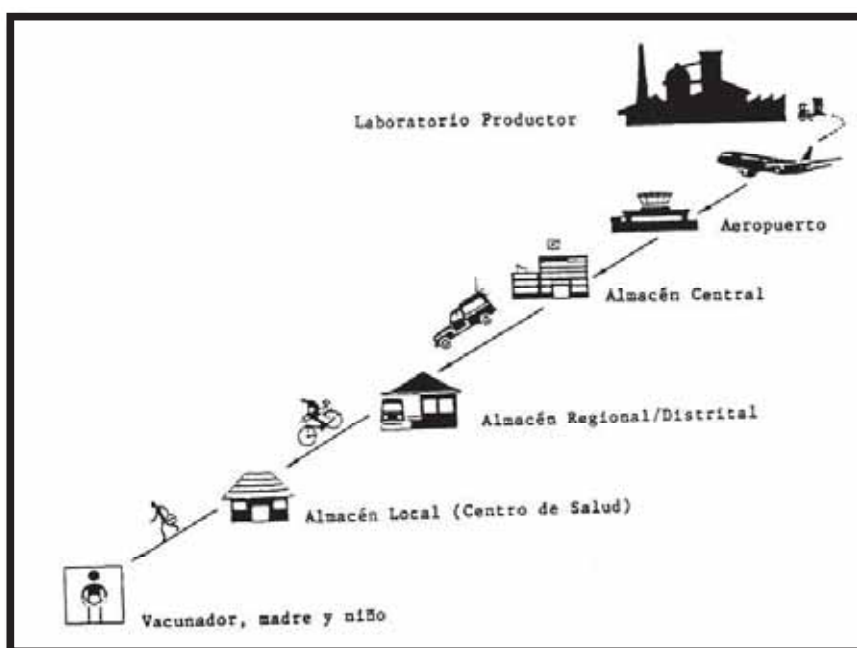 Laboratorio Productor
Aeropuerto
Almacén Central
Almacén Regional/Distrital
Almacén Local (Centro de Salud)
Vacunador, madre y niño